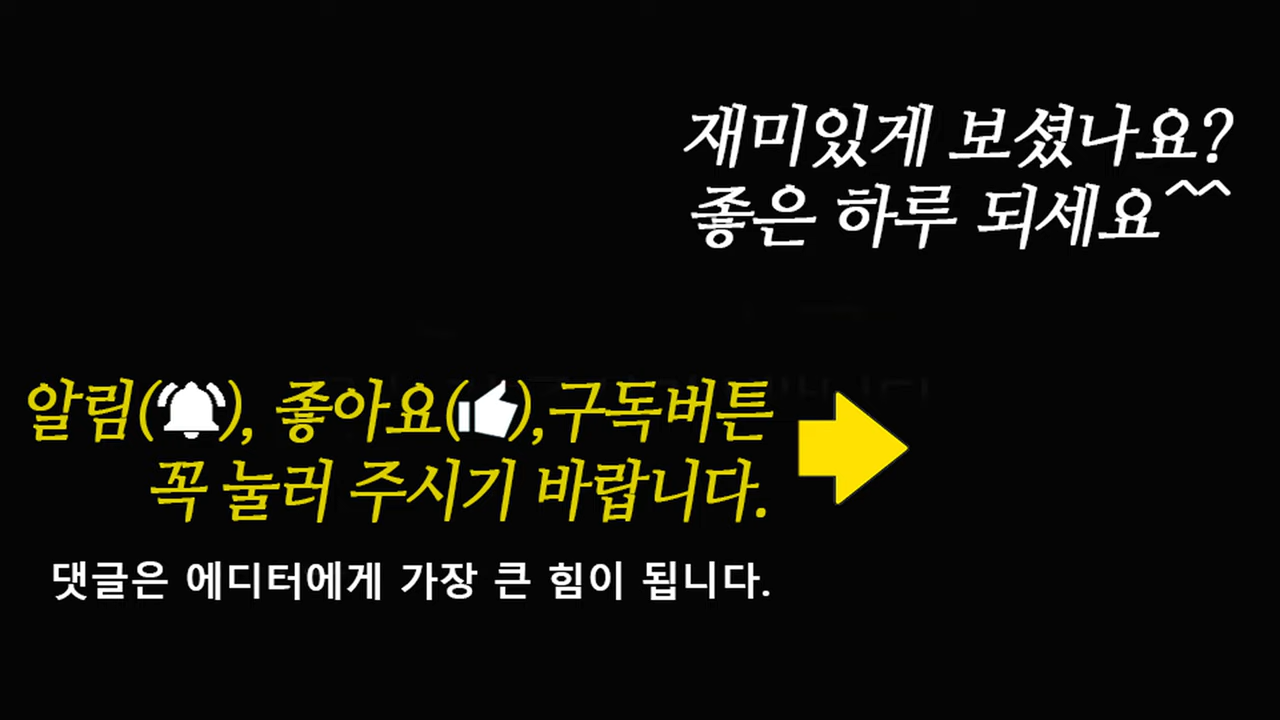 재미있게 보셨나요?
좋은 하루 되세요^^
알림(), 좋아요(),구독버튼
꼭 눌러 주시기 바랍니다.
댓글은 에디터에게 가장 큰 힘이 됩니다.